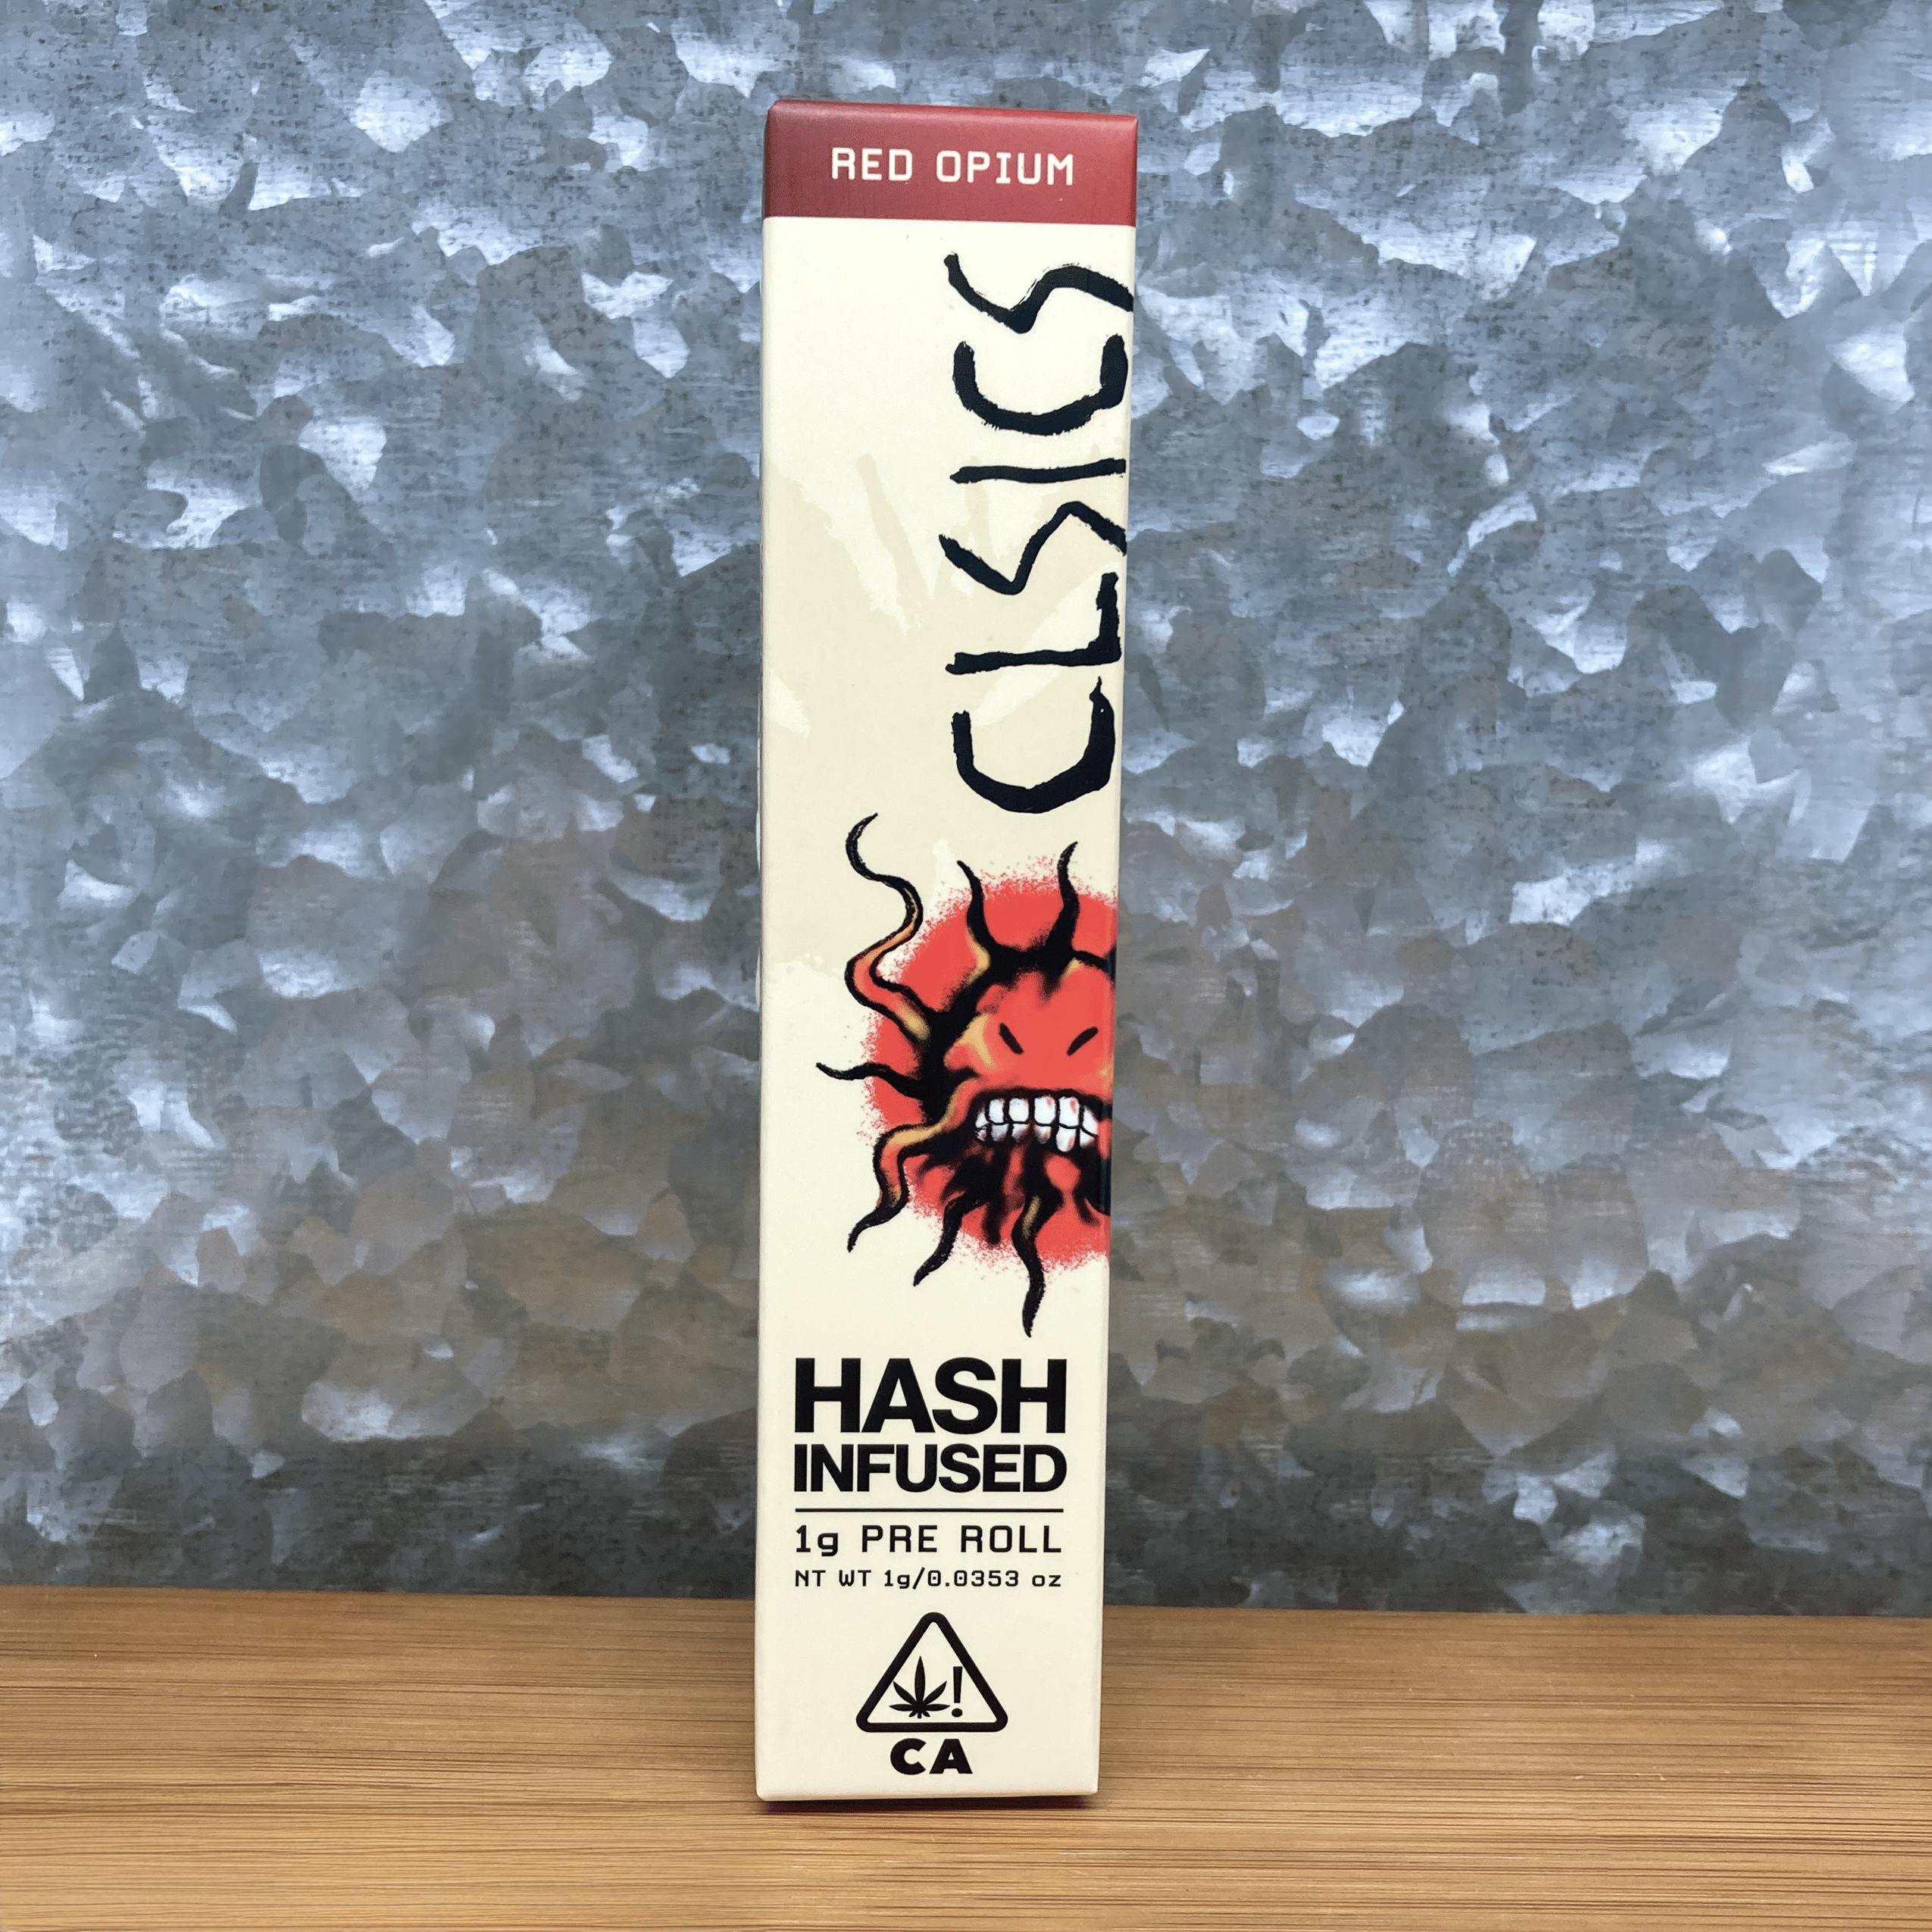 RED OPIUM
CLSICS
HASH
INFUSED
1g PRE ROLL
NT WT 1g/0.0353 oz
!
CA